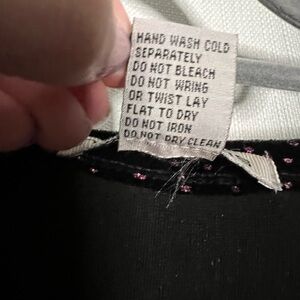 HAND WASH COLD
SEPARATELY
DO NOT BLEACH
DO NOT WRING
OR TWIST LAY
FLAT TO DRY
DO NOT IRON
DO NOT DRY CLEAN